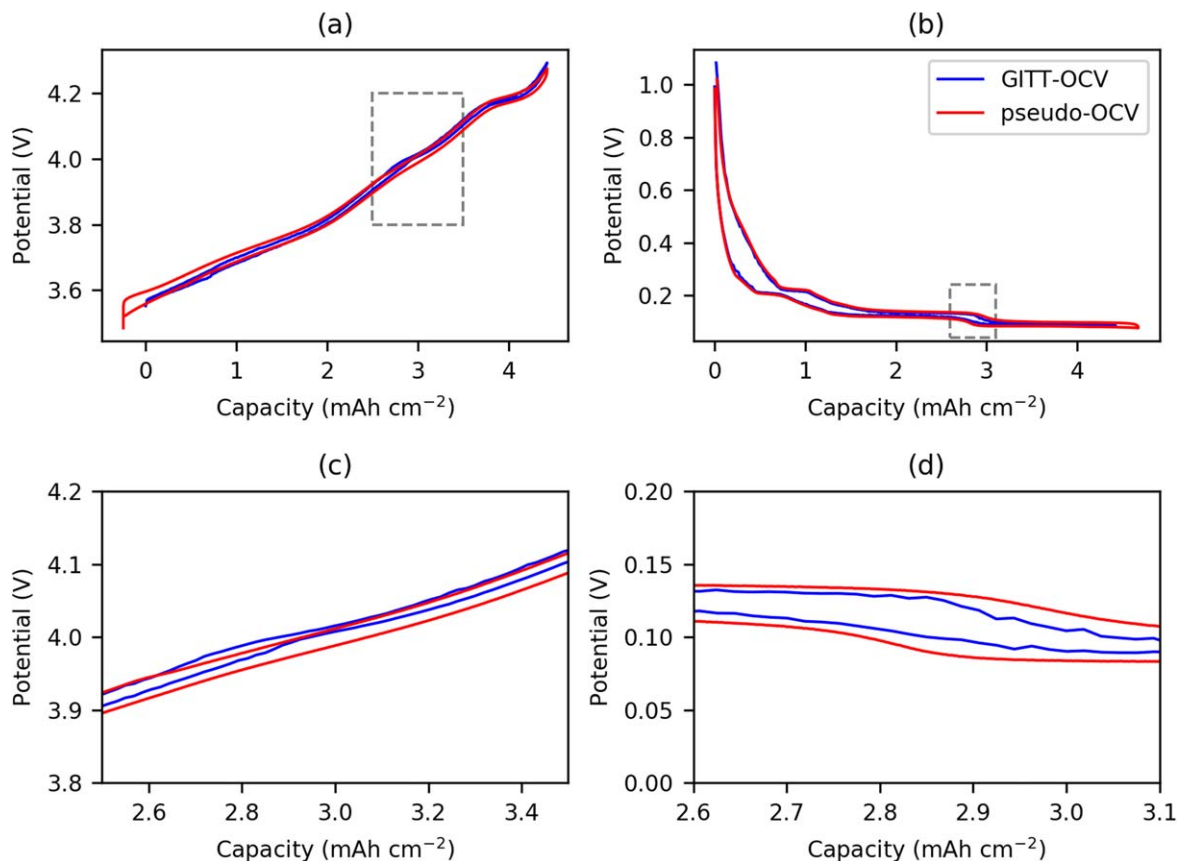 (a)
Potential (V)
4.2
4.0
3.8
3.6
0 1 2 3 4
Capacity (mAh cm⁻²)
(b)
GITT-OCV
pseudo-OCV
Potential (V)
1.0
0.8
0.6
0.4
0.2
0 1 2 3 4
Capacity (mAh cm⁻²)
(c)
Potential (V)
4.2
4.1
4.0
3.9
3.8
2.6 2.8 3.0 3.2 3.4
Capacity (mAh cm⁻²)
(d)
Potential (V)
0.20
0.15
0.10
0.05
0.00
2.6 2.7 2.8 2.9 3.0 3.1
Capacity (mAh cm⁻²)